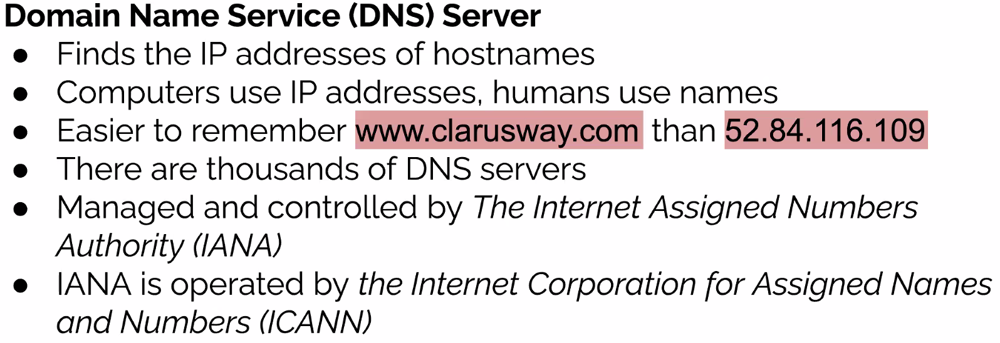 Domain Name Service (DNS) Server
● Finds the IP addresses of hostnames
● Computers use IP addresses, humans use names
● Easier to remember www.clarusway.com than 52.84.116.109
● There are thousands of DNS servers
● Managed and controlled by The Internet Assigned Numbers
Authority (IANA)
● IANA is operated by the Internet Corporation for Assigned Names
and Numbers (ICANN)